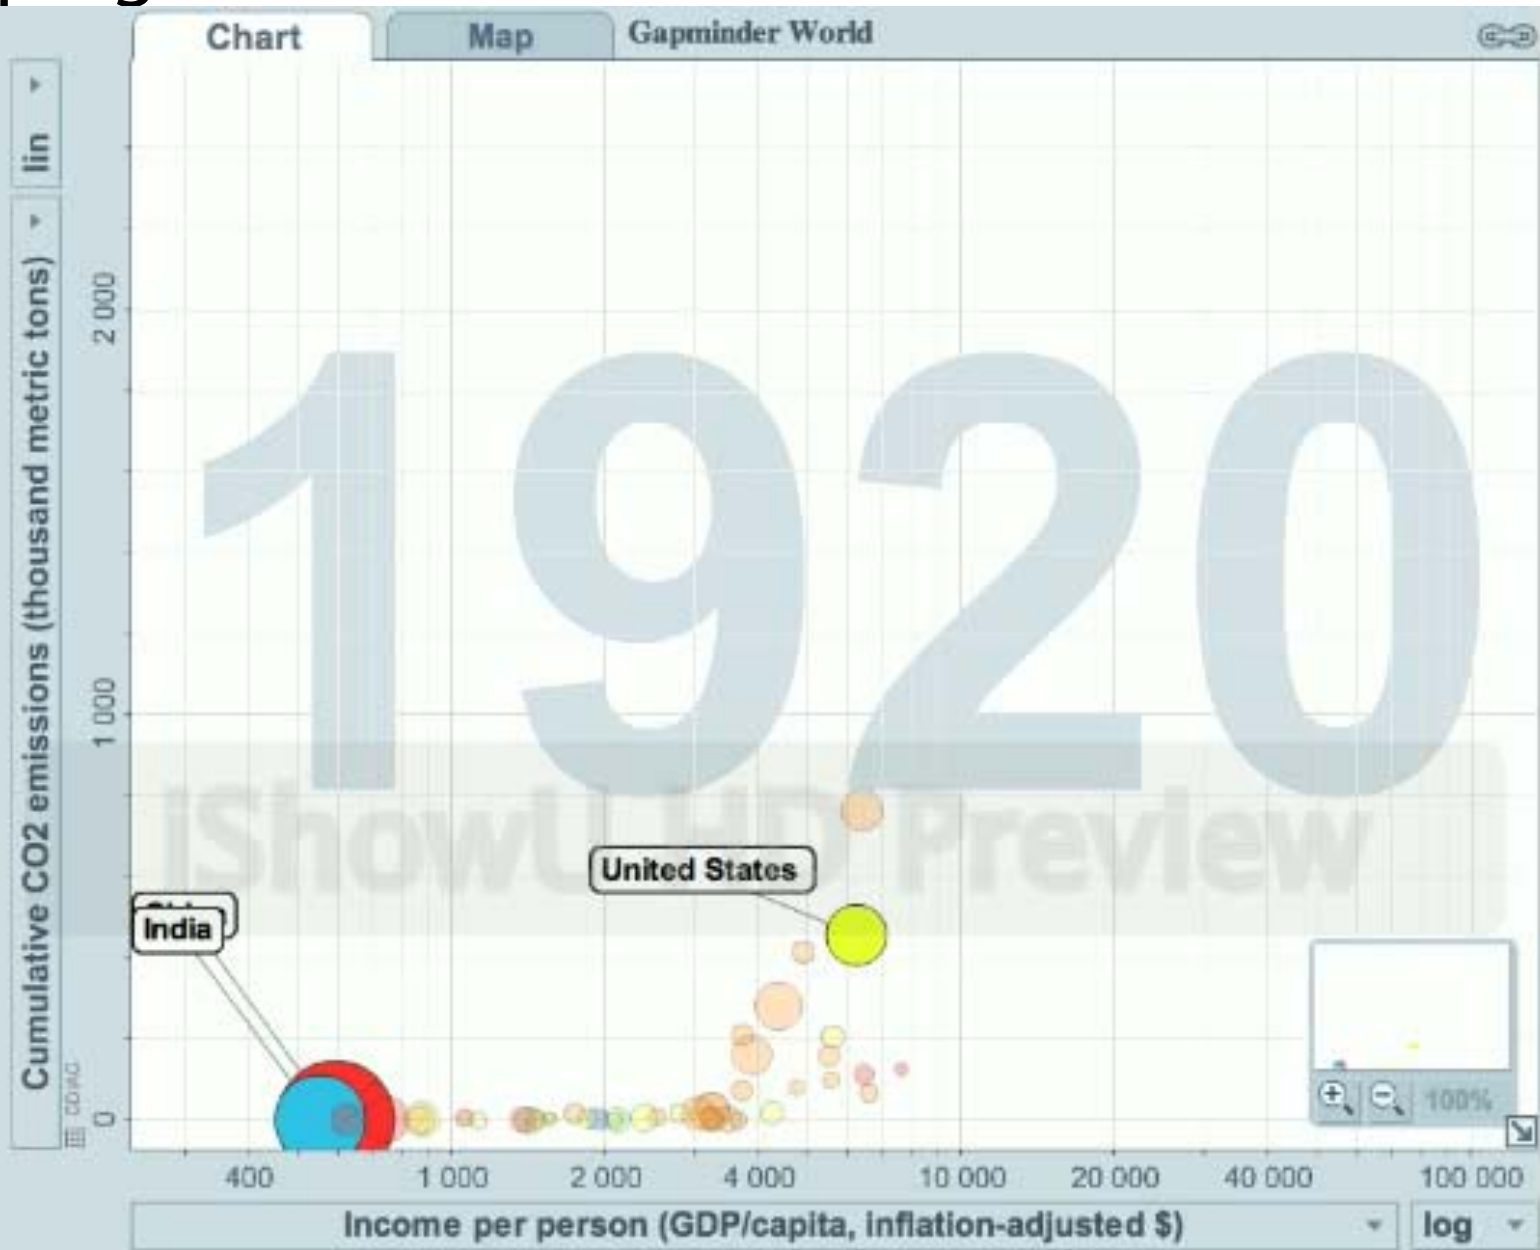 Chart
Map
Gapminder World
lin
Cumulative CO2 emissions (thousand metric tons)
2 000
1 000
0
1920
iShowU HD Preview
United States
India
100%
400
1 000
2 000
4 000
10 000
20 000
40 000
100 000
Income per person (GDP/capita, inflation-adjusted $)
log